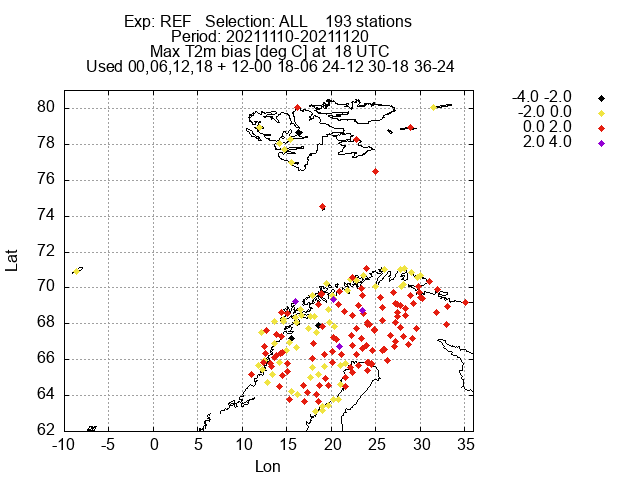 Exp: REF   Selection: ALL    193 stations
Period: 20211110-20211120
Max T2m bias [deg C] at  18 UTC
Used 00,06,12,18 + 12-00 18-06 24-12 30-18 36-24
-4.0 -2.0
-2.0 0.0
0.0 2.0
2.0 4.0
80
78
76
74
72
70
68
66
64
62
Lat
-10 -5 0 5 10 15 20 25 30 35
Lon